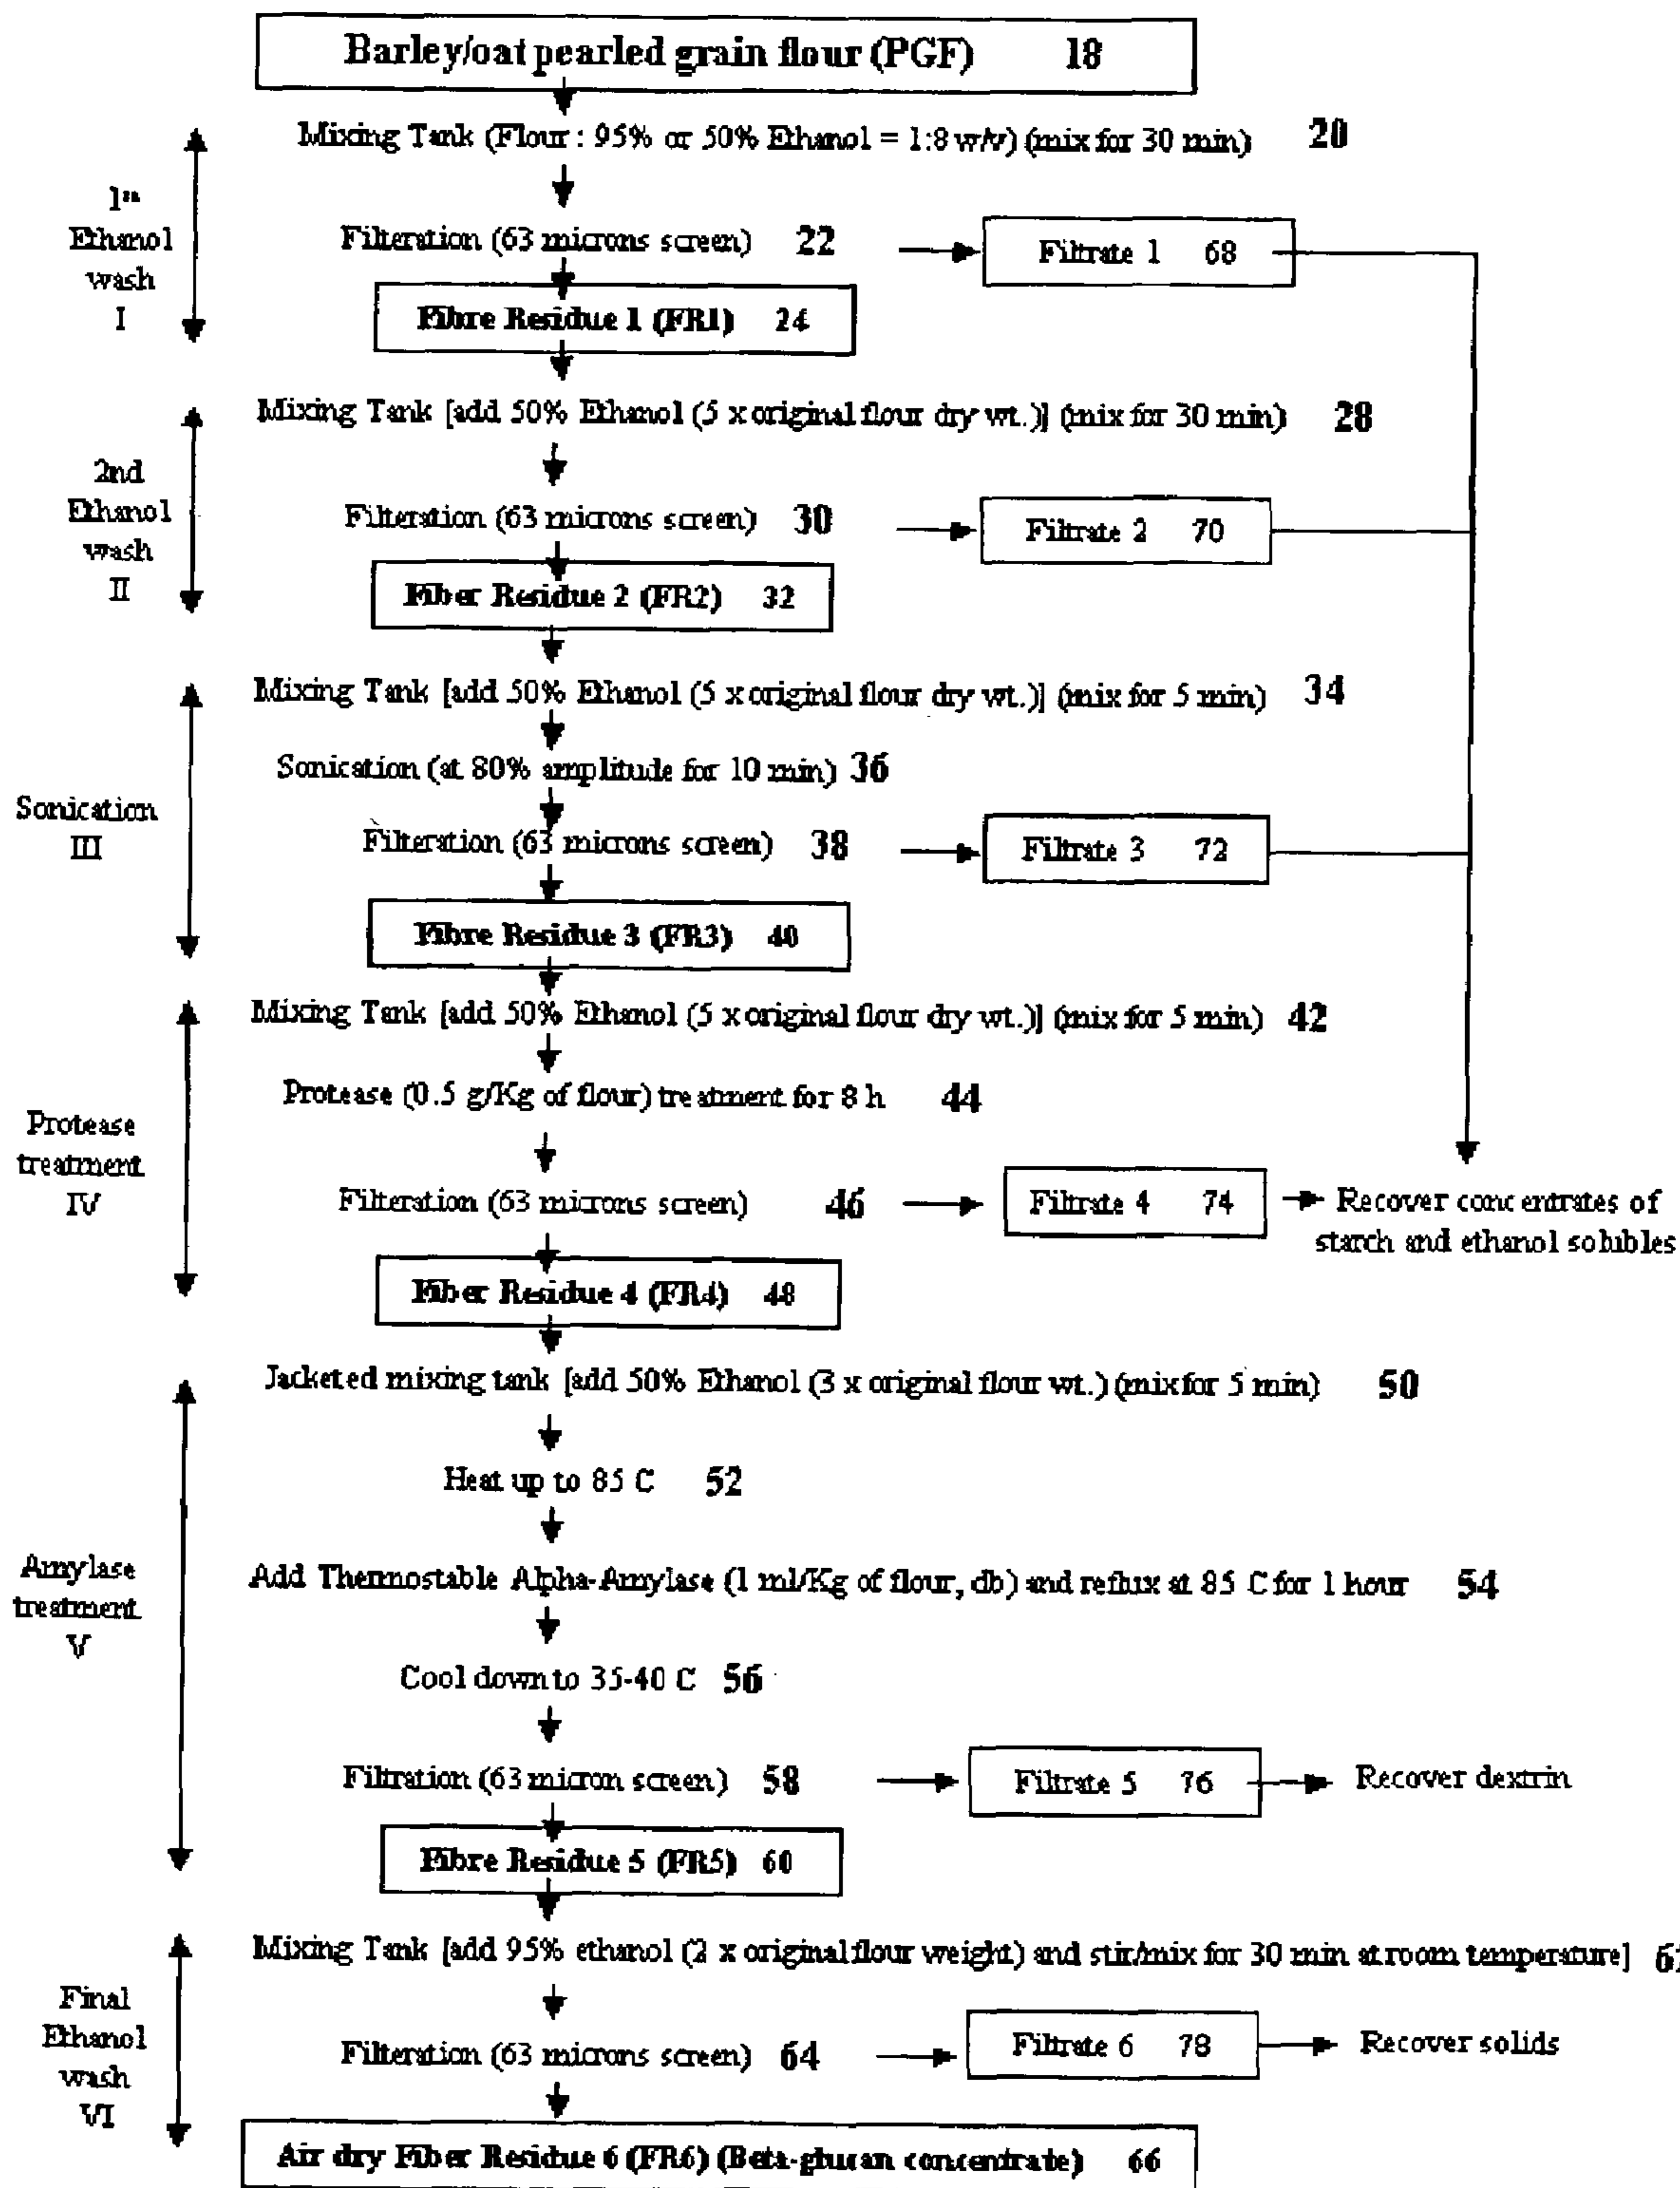 Barley/oat pearled grain flour (PGF) 18
Mixing Tank (Flour : 95% or 50% Ethanol = 1:8 w/v) (mix for 30 min) 20
1st
Ethanol
wash
I
Filteration (63 microns screen) 22
Filtrate 1 68
Fibre Residue 1 (FR1) 24
Mixing Tank [add 50% Ethanol (5 x original flour dry wt.)] (mix for 30 min) 28
2nd
Ethanol
wash
II
Filteration (63 microns screen) 30
Filtrate 2 70
Fiber Residue 2 (FR2) 32
Mixing Tank [add 50% Ethanol (5 x original flour dry wt.)] (mix for 5 min) 34
Sonication (at 80% amplitude for 10 min) 36
Sonication
III
Filteration (63 microns screen) 38
Filtrate 3 72
Fibre Residue 3 (FR3) 40
Mixing Tank [add 50% Ethanol (5 x original flour dry wt.)] (mix for 5 min) 42
Protease (0.5 g/Kg of flour) treatment for 8 h 44
Protease
treatment
IV
Filteration (63 microns screen) 46
Filtrate 4 74
Recover concentrates of
starch and ethanol solubles
Fiber Residue 4 (FR4) 48
Jacketed mixing tank [add 50% Ethanol (3 x original flour wt.) (mix for 5 min) 50
Heat up to 85 C 52
Add Thermostable Alpha-Amylase (1 ml/Kg of flour, db) and reflux at 85 C for 1 hour 54
Amylase
treatment
V
Cool down to 35-40 C 56
Filtration (63 micron screen) 58
Filtrate 5 76
Recover dextrin
Fibre Residue 5 (FR5) 60
Mixing Tank [add 95% ethanol (2 x original flour weight) and stir/mix for 30 min at room temperature]
Final
Ethanol
wash
VI
Filteration (63 microns screen) 64
Filtrate 6 78
Recover solids
Air dry Fiber Residue 6 (FR6) (Beta-glucan concentrate) 66